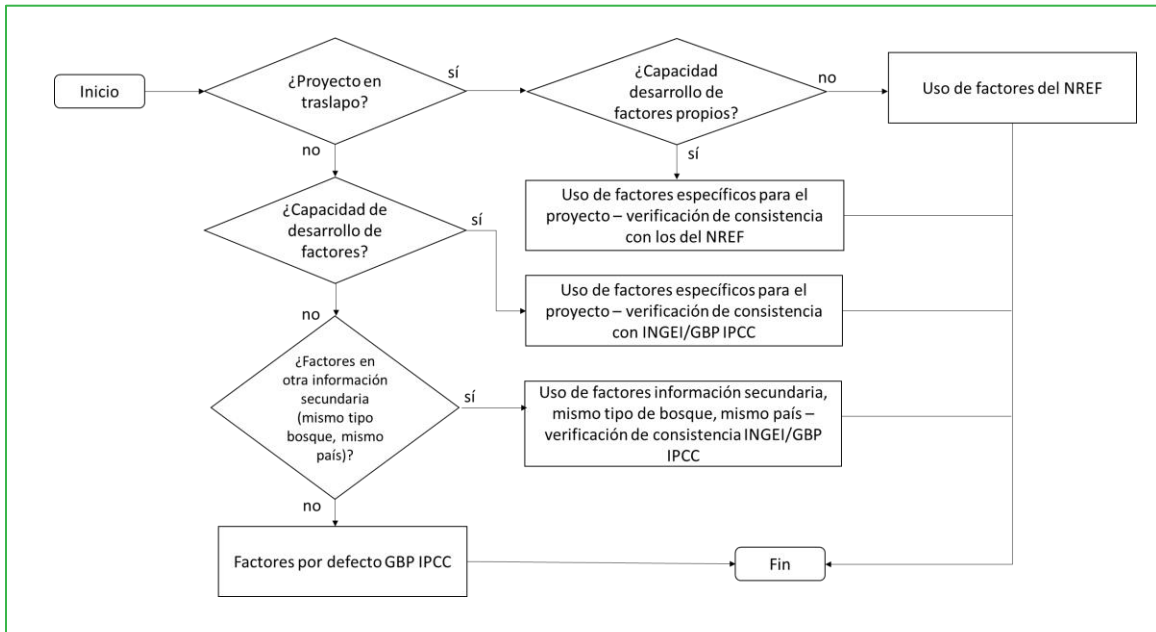 Inicio
¿Proyecto en
traslapo?
sí
¿Capacidad
desarrollo de
factores propios?
no
Uso de factores del NREF
no
sí
¿Capacidad de
desarrollo de
factores?
sí
Uso de factores específicos para el
proyecto – verificación de consistencia
con los del NREF
Uso de factores específicos para el
proyecto – verificación de consistencia
con INGEI/GBP IPCC
no
¿Factores en
otra información
secundaria
(mismo tipo
bosque, mismo
país)?
sí
Uso de factores información secundaria,
mismo tipo de bosque, mismo país –
verificación de consistencia INGEI/GBP
IPCC
no
Factores por defecto GBP IPCC
Fin